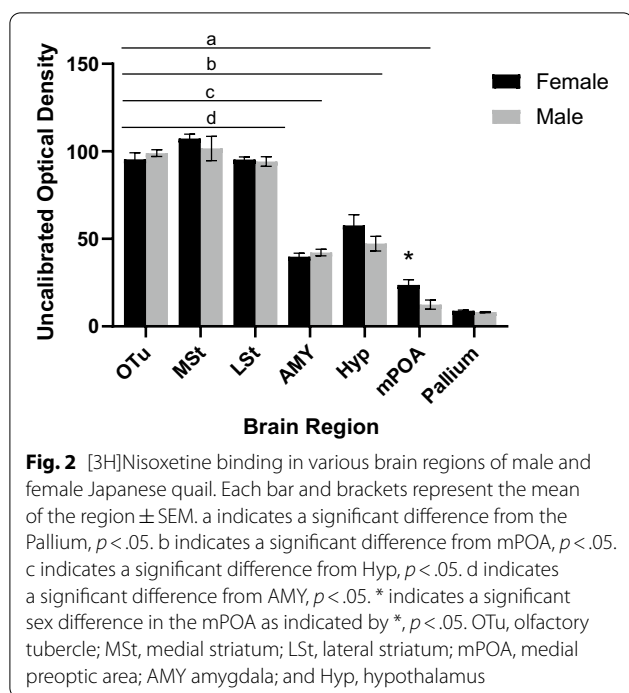 a
b
c
d
Female
Male
Uncalibrated Optical Density
150
100
50
0
OTu
MSt
LSt
AMY
Hyp
*
mPOA
Pallium
Brain Region
Fig. 2 [3H]Nisoxetine binding in various brain regions of male and
female Japanese quail. Each bar and brackets represent the mean
of the region ± SEM. a indicates a significant difference from the
Pallium, p < .05. b indicates a significant difference from mPOA, p < .05.
c indicates a significant difference from Hyp, p < .05. d indicates
a significant difference from AMY, p < .05. * indicates a significant
sex difference in the mPOA as indicated by *, p < .05. OTu, olfactory
tubercle; MSt, medial striatum; LSt, lateral striatum; mPOA, medial
preoptic area; AMY amygdala; and Hyp, hypothalamus